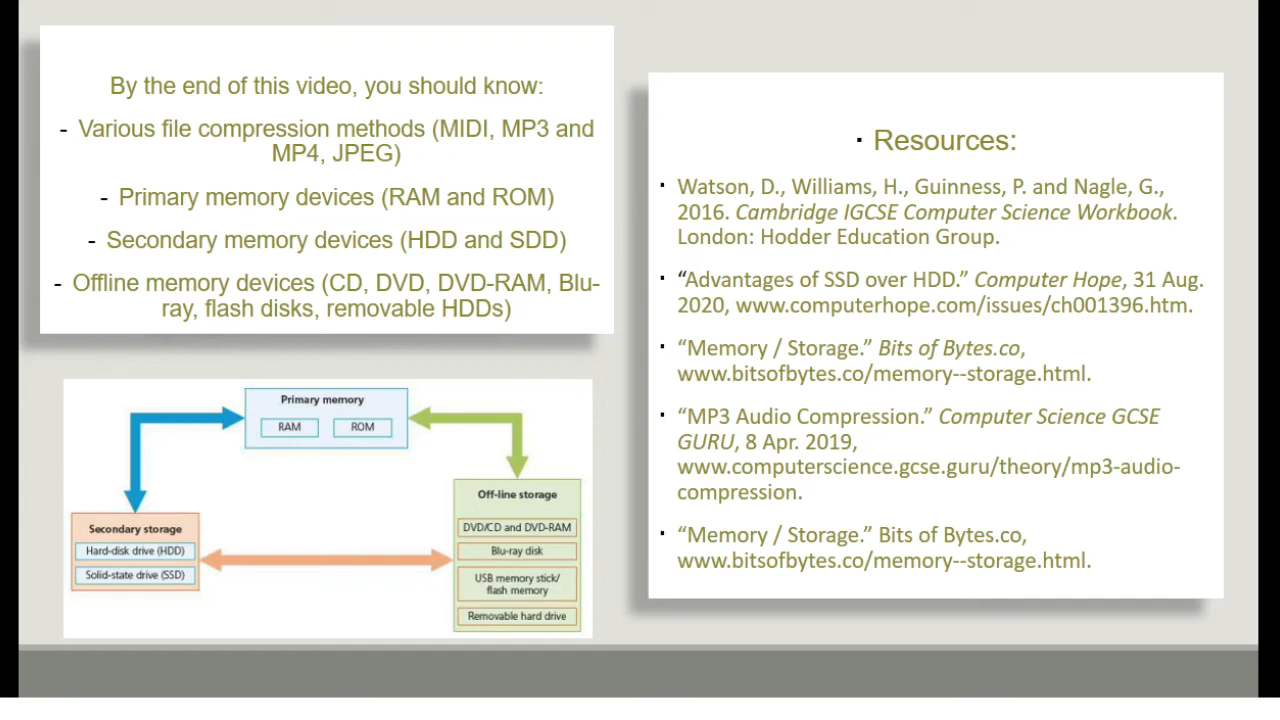 By the end of this video, you should know:
- Various file compression methods (MIDI, MP3 and
MP4, JPEG)
- Primary memory devices (RAM and ROM)
- Secondary memory devices (HDD and SDD)
- Offline memory devices (CD, DVD, DVD-RAM, Blu-
ray, flash disks, removable HDDs)
Primary memory
RAM
ROM
Secondary storage
Hard-disk drive (HDD)
Solid-state drive (SSD)
Off-line storage
DVD/CD and DVD-RAM
Blu-ray disk
USB memory stick/
flash memory
Removable hard drive
▪ Resources:
▪ Watson, D., Williams, H., Guinness, P. and Nagle, G.,
2016. Cambridge IGCSE Computer Science Workbook.
London: Hodder Education Group.
▪ “Advantages of SSD over HDD.” Computer Hope, 31 Aug.
2020, www.computerhope.com/issues/ch001396.htm.
▪ “Memory / Storage.” Bits of Bytes.co,
www.bitsofbytes.co/memory--storage.html.
▪ “MP3 Audio Compression.” Computer Science GCSE
GURU, 8 Apr. 2019,
www.computerscience.gcse.guru/theory/mp3-audio-
compression.
▪ “Memory / Storage.” Bits of Bytes.co,
www.bitsofbytes.co/memory--storage.html.